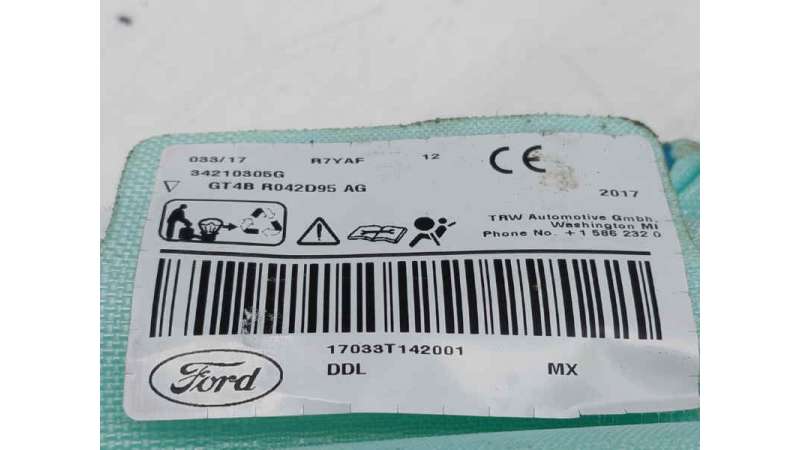 033/17 R7YAF 12 CE
34210305G
GT4B R042D95 AG
2017
TRW Automotive Gmbh.
Washington MI
Phone No. +1 586 232 0
17033T142001
Ford DDL MX